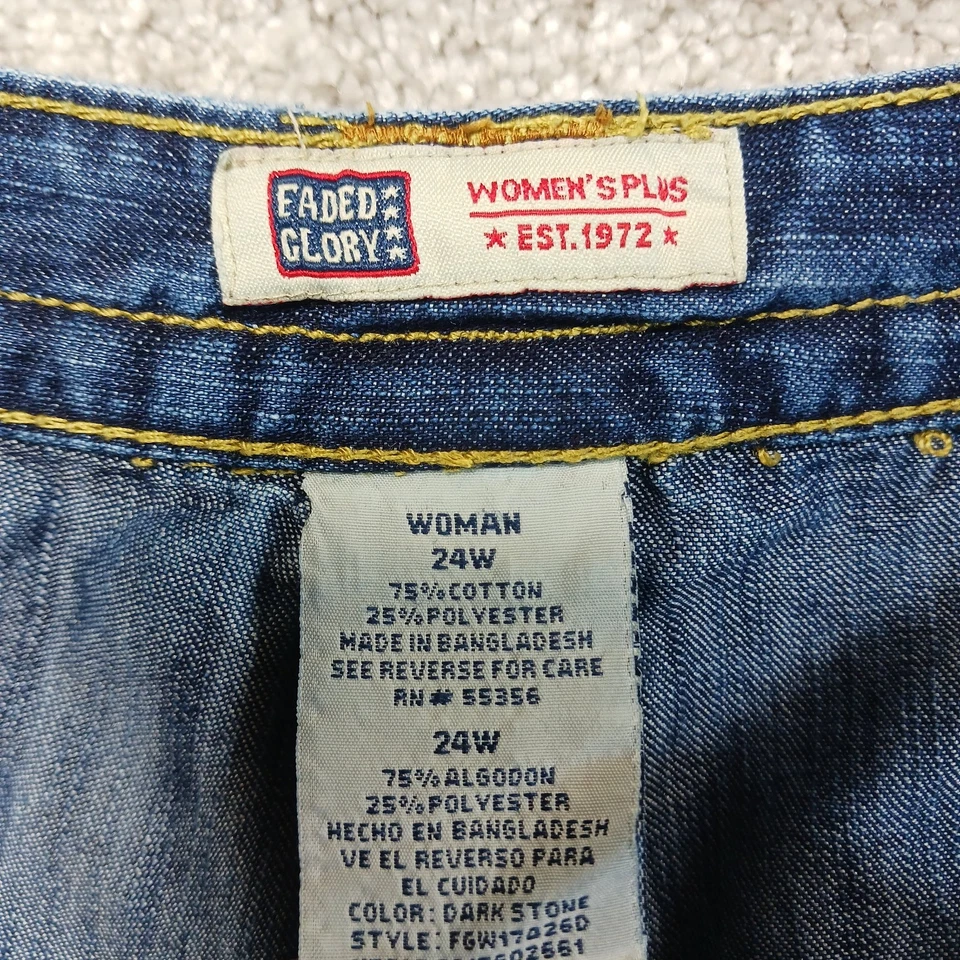 FADED
GLORY
WOMEN'S PLUS
★ EST. 1972 ★
WOMAN
24W
75% COTTON
25% POLYESTER
MADE IN BANGLADESH
SEE REVERSE FOR CARE
RN# 55356
24W
75% ALGODON
25% POLYESTER
HECHO EN BANGLADESH
VE EL REVERSO PARA
EL CUIDADO
COLOR: DARK STONE
STYLE: FGW17426D